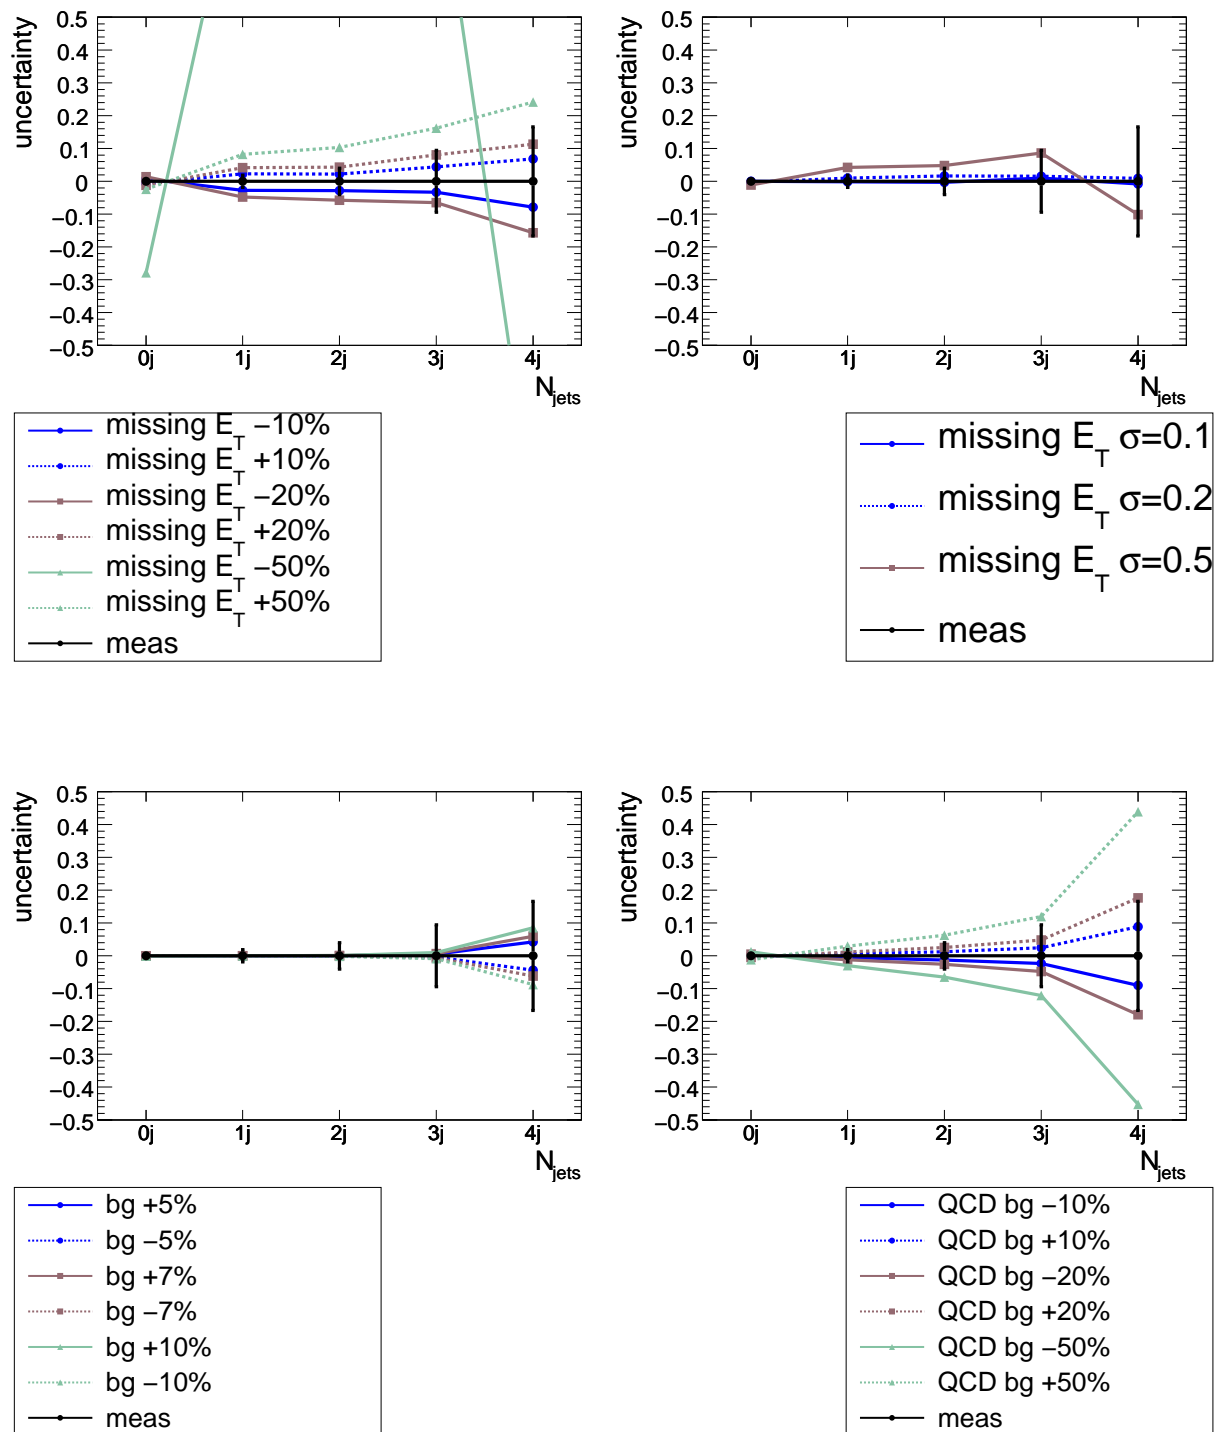 uncertainty
0.5
0.4
0.3
0.2
0.1
0
−0.1
−0.2
−0.3
−0.4
−0.5
0j 1j 2j 3j 4j
N_jets
missing E_T −10%
missing E_T +10%
missing E_T −20%
missing E_T +20%
missing E_T −50%
missing E_T +50%
meas
uncertainty
0.5
0.4
0.3
0.2
0.1
0
−0.1
−0.2
−0.3
−0.4
−0.5
0j 1j 2j 3j 4j
N_jets
missing E_T σ=0.1
missing E_T σ=0.2
missing E_T σ=0.5
meas
uncertainty
0.5
0.4
0.3
0.2
0.1
0
−0.1
−0.2
−0.3
−0.4
−0.5
0j 1j 2j 3j 4j
N_jets
bg +5%
bg −5%
bg +7%
bg −7%
bg +10%
bg −10%
meas
uncertainty
0.5
0.4
0.3
0.2
0.1
0
−0.1
−0.2
−0.3
−0.4
−0.5
0j 1j 2j 3j 4j
N_jets
QCD bg −10%
QCD bg +10%
QCD bg −20%
QCD bg +20%
QCD bg −50%
QCD bg +50%
meas